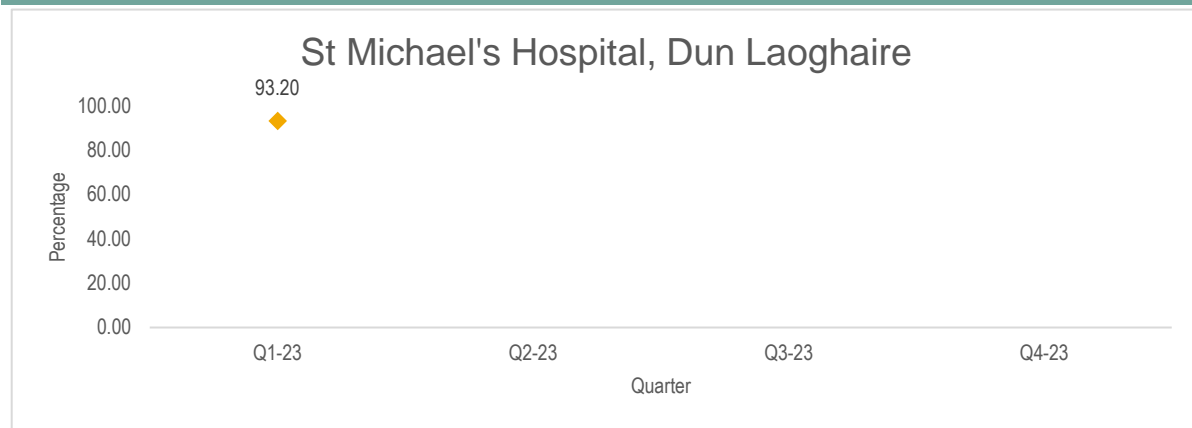 St Michael's Hospital, Dun Laoghaire
93.20
100.00
80.00
60.00
40.00
20.00
0.00
Percentage
Q1-23 Q2-23 Q3-23 Q4-23
Quarter